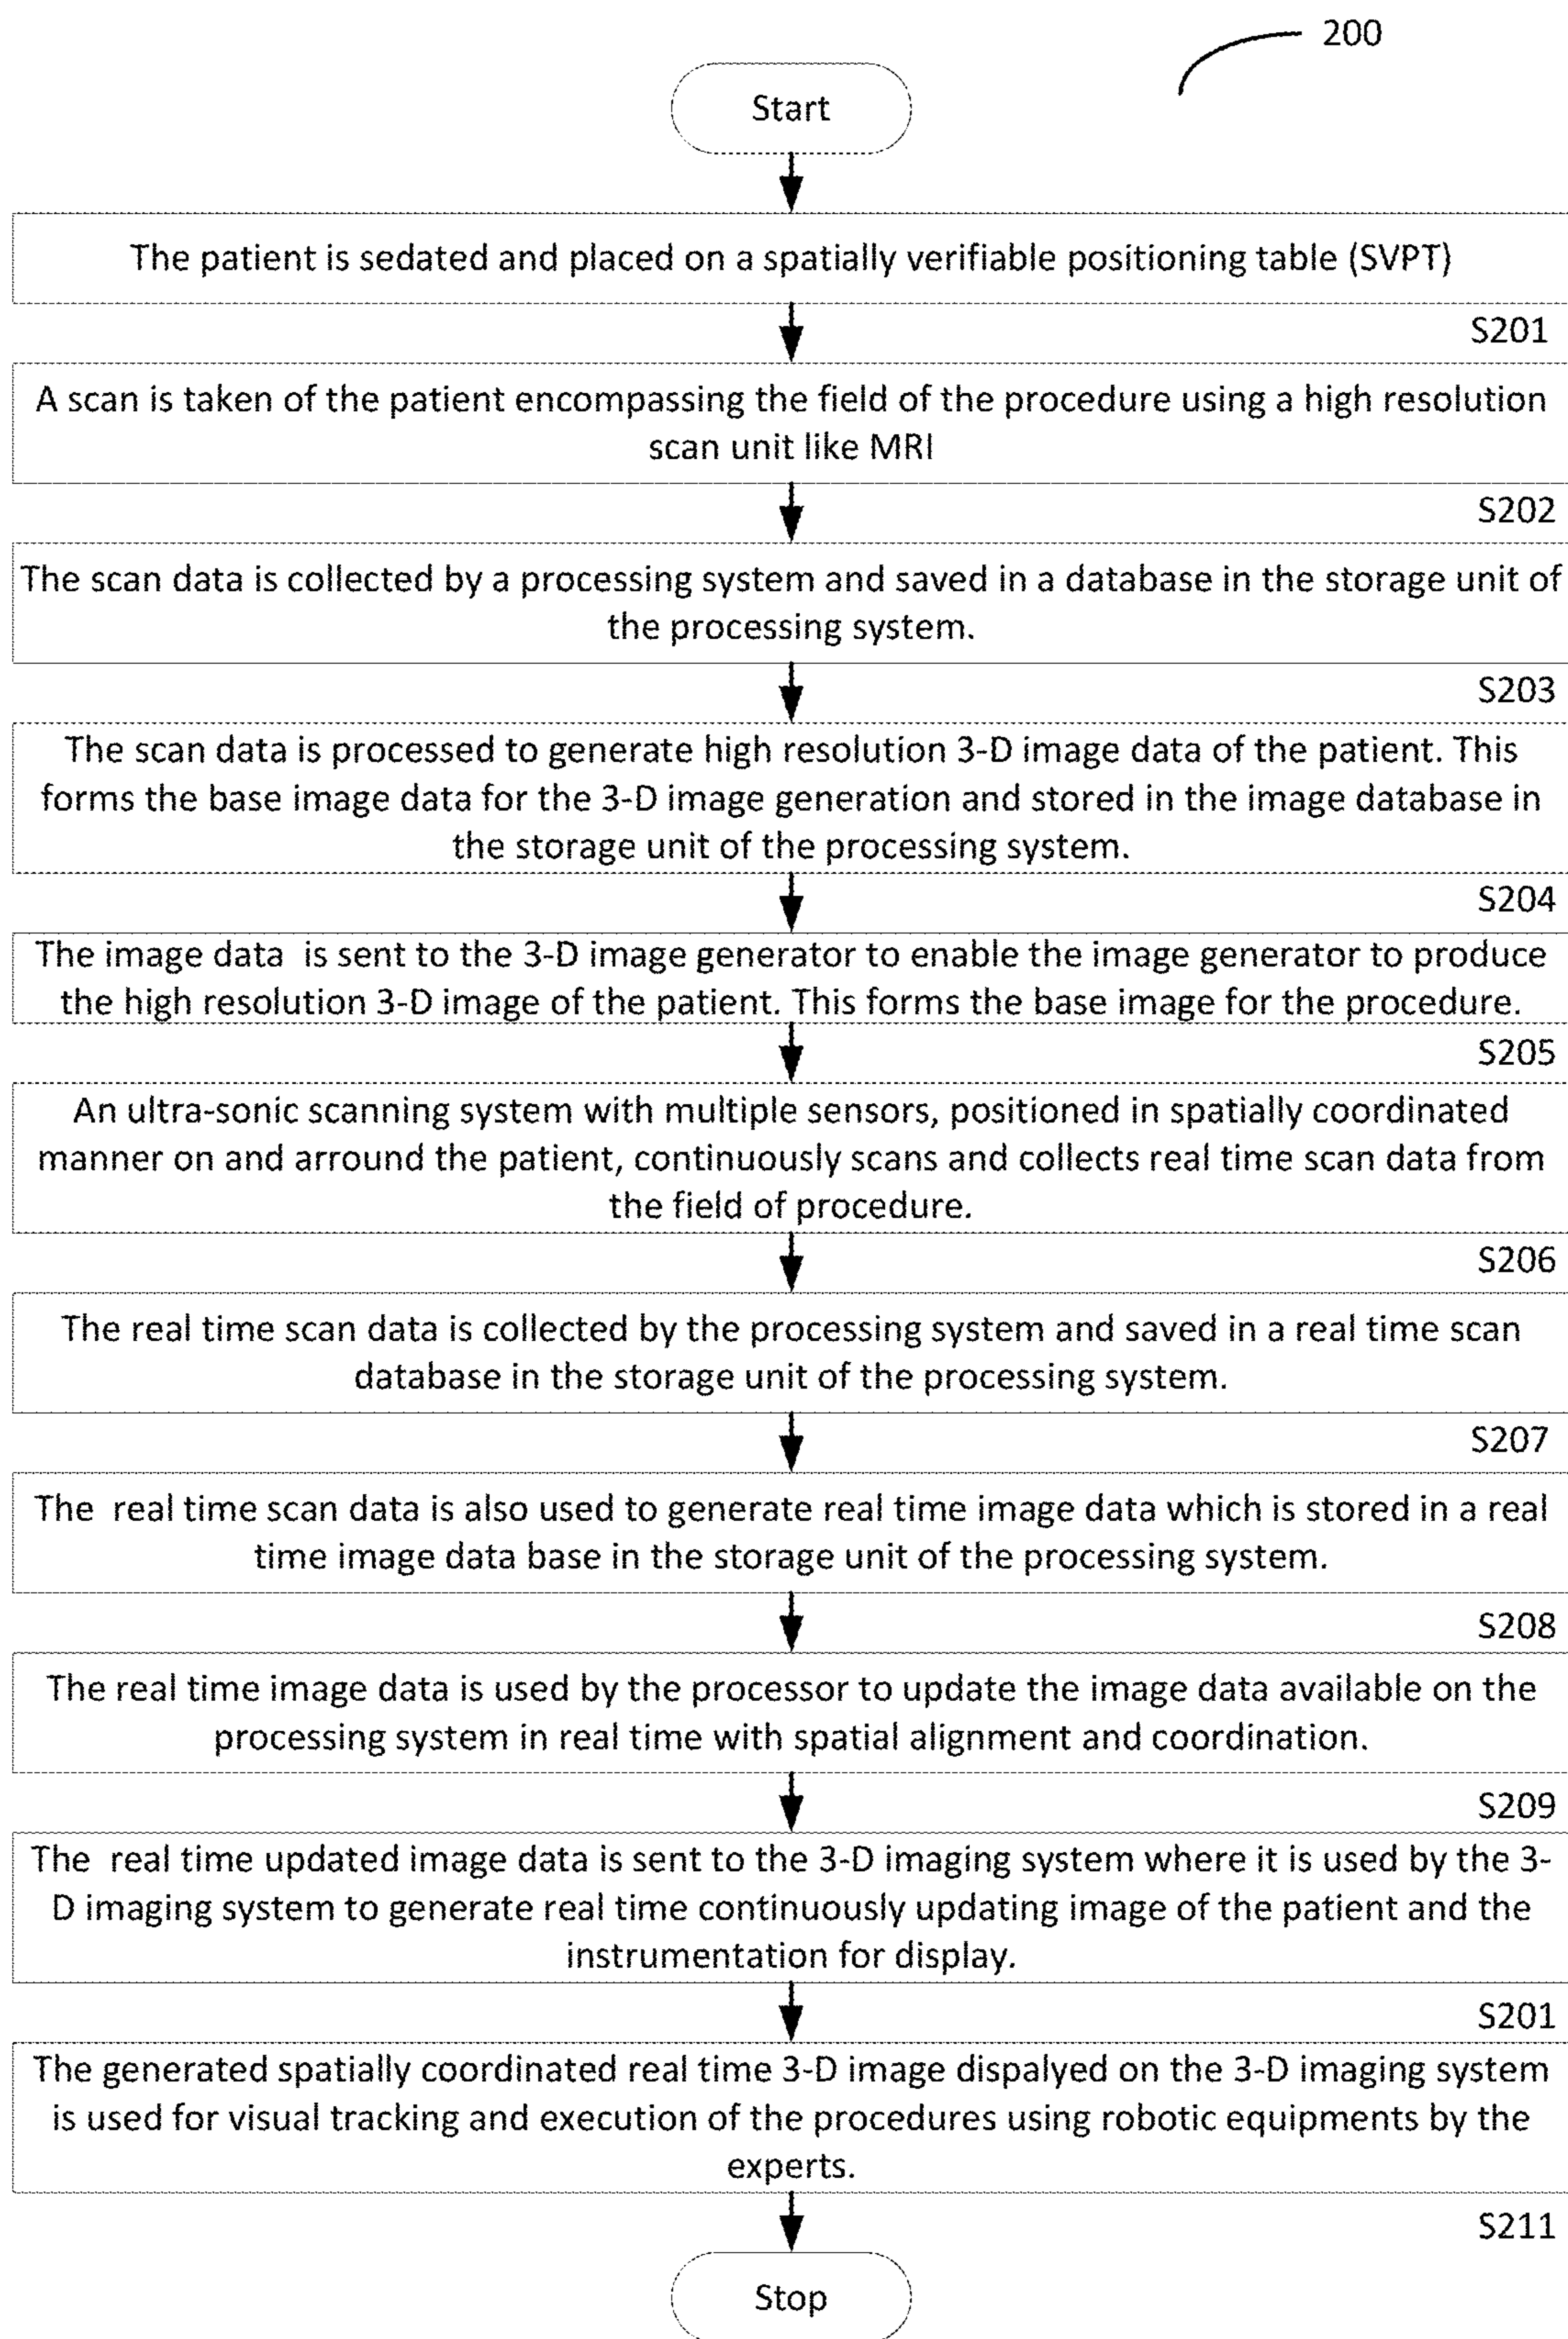 200
Start
The patient is sedated and placed on a spatially verifiable positioning table (SVPT)
S201
A scan is taken of the patient encompassing the field of the procedure using a high resolution
scan unit like MRI
S202
The scan data is collected by a processing system and saved in a database in the storage unit of
the processing system.
S203
The scan data is processed to generate high resolution 3-D image data of the patient. This
forms the base image data for the 3-D image generation and stored in the image database in
the storage unit of the processing system.
S204
The image data is sent to the 3-D image generator to enable the image generator to produce
the high resolution 3-D image of the patient. This forms the base image for the procedure.
S205
An ultra-sonic scanning system with multiple sensors, positioned in spatially coordinated
manner on and arround the patient, continuously scans and collects real time scan data from
the field of procedure.
S206
The real time scan data is collected by the processing system and saved in a real time scan
database in the storage unit of the processing system.
S207
The real time scan data is also used to generate real time image data which is stored in a real
time image data base in the storage unit of the processing system.
S208
The real time image data is used by the processor to update the image data available on the
processing system in real time with spatial alignment and coordination.
S209
The real time updated image data is sent to the 3-D imaging system where it is used by the 3-
D imaging system to generate real time continuously updating image of the patient and the
instrumentation for display.
S201
The generated spatially coordinated real time 3-D image dispalyed on the 3-D imaging system
is used for visual tracking and execution of the procedures using robotic equipments by the
experts.
S211
Stop